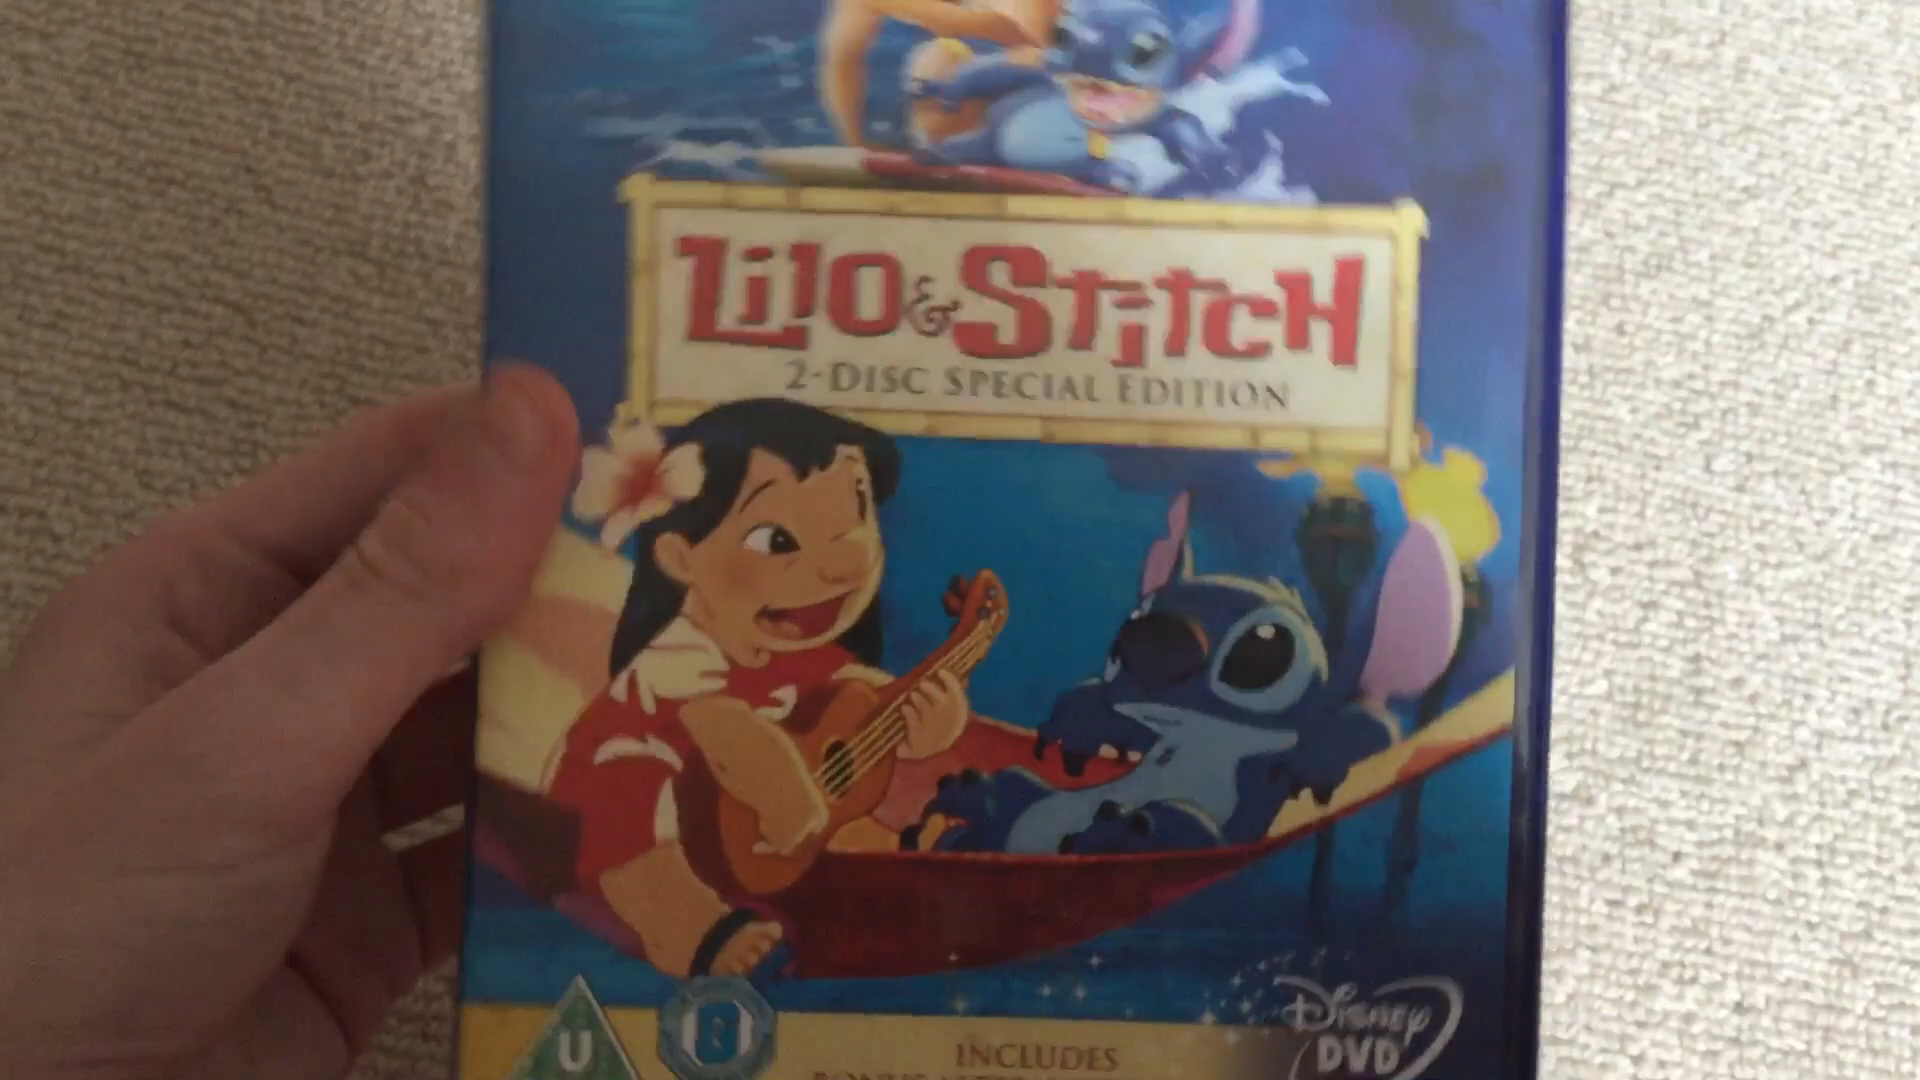 Lilo & Stitch
2-DISC SPECIAL EDITION
U
INCLUDES
Disney
DVD